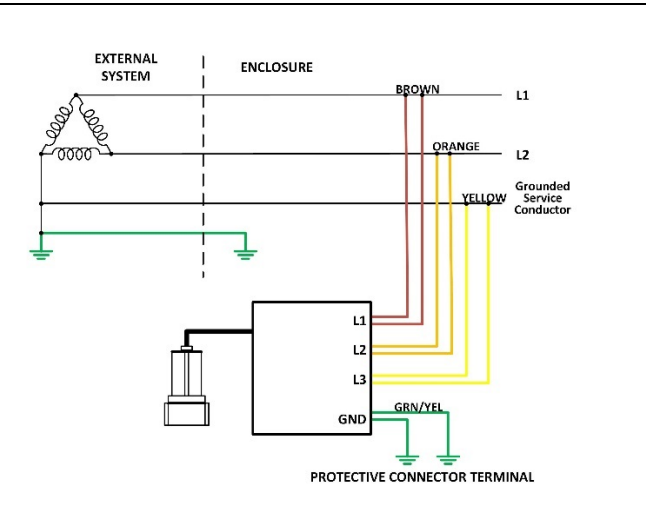 EXTERNAL
SYSTEM
ENCLOSURE
BROWN
L1
ORANGE
L2
YELLOW
Grounded
Service
Conductor
L1
L2
L3
GRN/YEL
GND
PROTECTIVE CONNECTOR TERMINAL